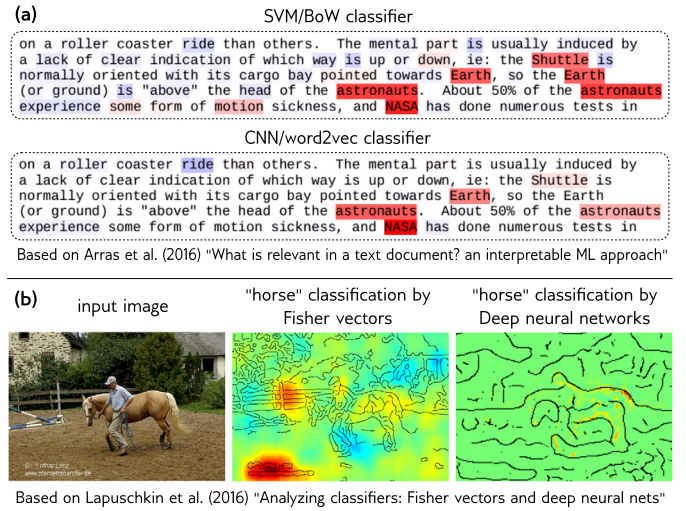 (a)
SVM/BoW classifier
on a roller coaster ride than others.  The mental part is usually induced by
a lack of clear indication of which way is up or down, ie: the Shuttle is
normally oriented with its cargo bay pointed towards Earth, so the Earth
(or ground) is "above" the head of the astronauts.  About 50% of the astronauts
experience some form of motion sickness, and NASA has done numerous tests in
CNN/word2vec classifier
on a roller coaster ride than others.  The mental part is usually induced by
a lack of clear indication of which way is up or down, ie: the Shuttle is
normally oriented with its cargo bay pointed towards Earth, so the Earth
(or ground) is "above" the head of the astronauts.  About 50% of the astronauts
experience some form of motion sickness, and NASA has done numerous tests in
Based on Arras et al. (2016) "What is relevant in a text document? an interpretable ML approach"
(b)
input image
"horse" classification by
Fisher vectors
"horse" classification by
Deep neural networks
© Lothar Lenz
www.pferdefotoarchiv.de
Based on Lapuschkin et al. (2016) "Analyzing classifiers: Fisher vectors and deep neural nets"